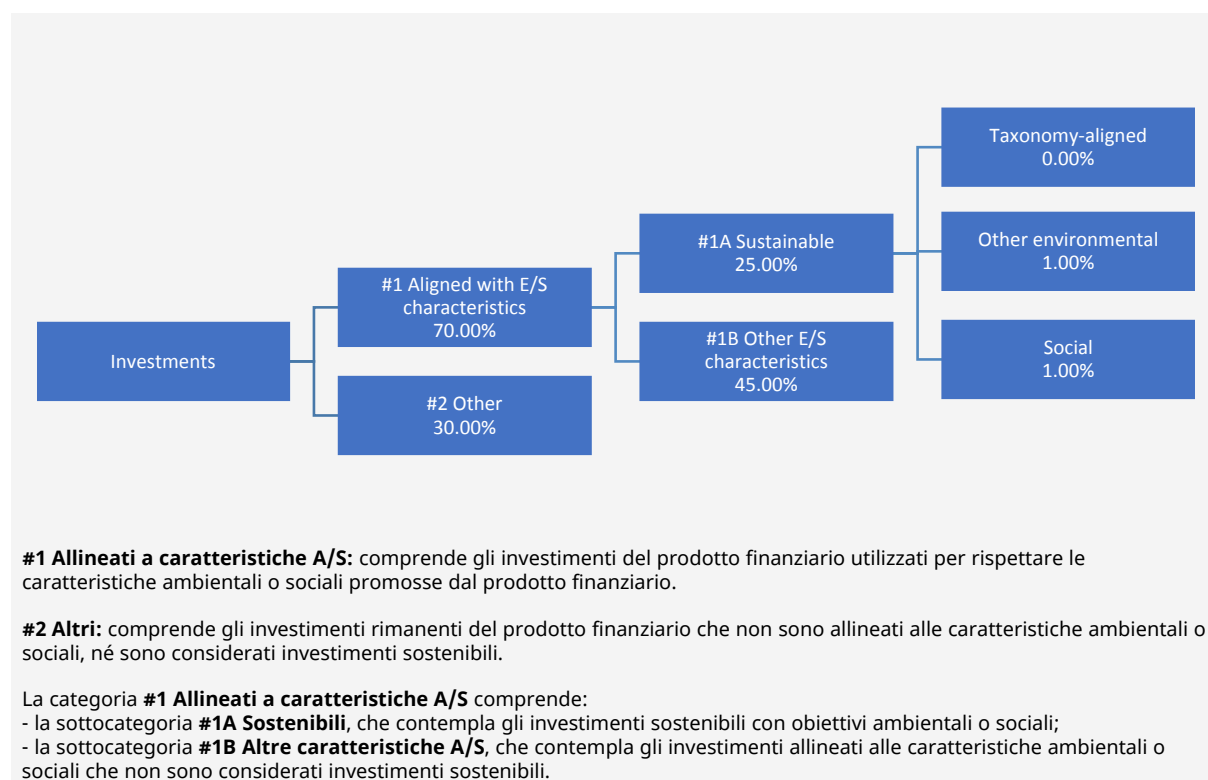 Taxonomy-aligned
0.00%
#1A Sustainable
25.00%
Other environmental
1.00%
#1 Aligned with E/S
characteristics
70.00%
Investments
#1B Other E/S
characteristics
45.00%
Social
1.00%
#2 Other
30.00%
#1 Allineati a caratteristiche A/S: comprende gli investimenti del prodotto finanziario utilizzati per rispettare le
caratteristiche ambientali o sociali promosse dal prodotto finanziario.
#2 Altri: comprende gli investimenti rimanenti del prodotto finanziario che non sono allineati alle caratteristiche ambientali o
sociali, né sono considerati investimenti sostenibili.
La categoria #1 Allineati a caratteristiche A/S comprende:
- la sottocategoria #1A Sostenibili, che contempla gli investimenti sostenibili con obiettivi ambientali o sociali;
- la sottocategoria #1B Altre caratteristiche A/S, che contempla gli investimenti allineati alle caratteristiche ambientali o
sociali che non sono considerati investimenti sostenibili.